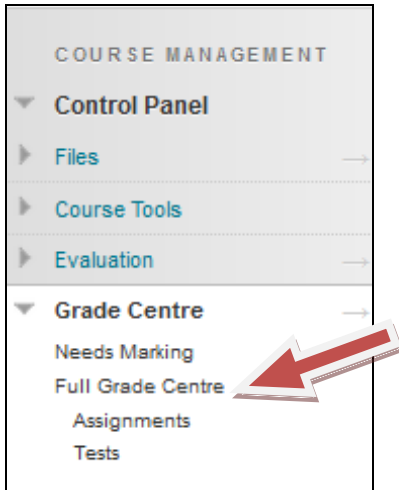 COURSE MANAGEMENT
Control Panel
Files
Course Tools
Evaluation
Grade Centre
Needs Marking
Full Grade Centre
Assignments
Tests